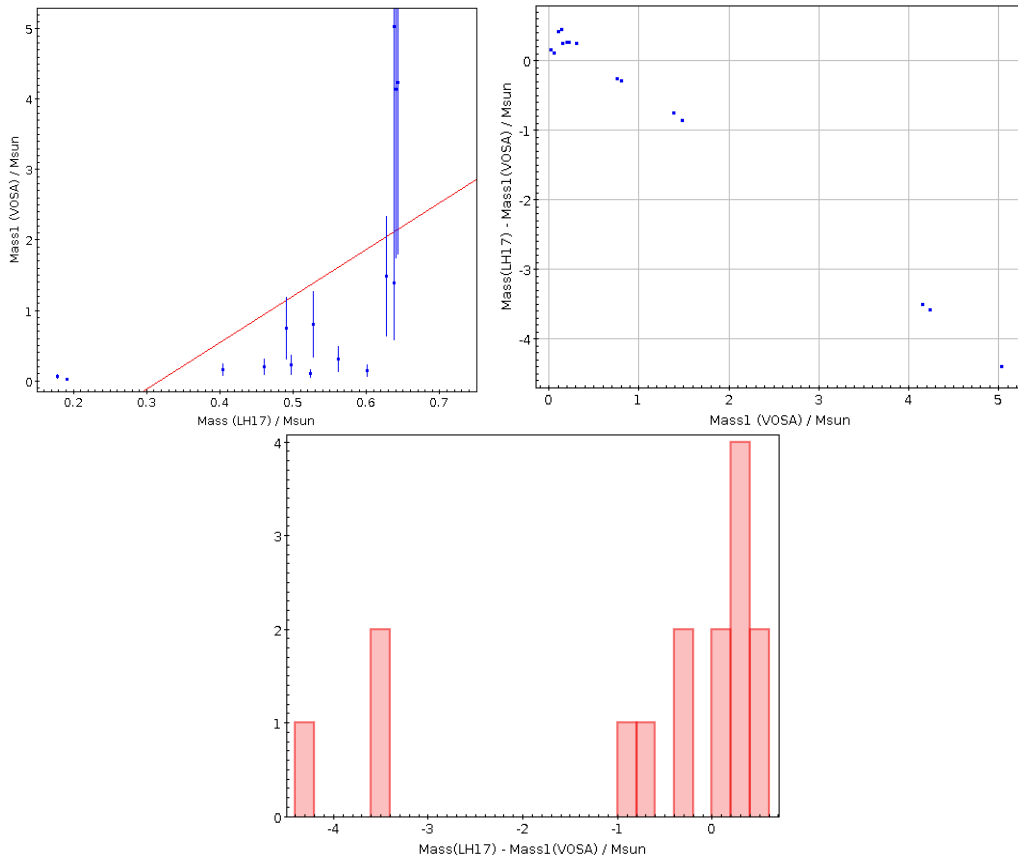 5
4
3
2
1
0
Mass1 (VOSA) / Msun
0.2 0.3 0.4 0.5 0.6 0.7
Mass (LH17) / Msun
0
-1
-2
-3
-4
Mass(LH17) - Mass1(VOSA) / Msun
0 1 2 3 4 5
Mass1 (VOSA) / Msun
4
3
2
1
0
-4 -3 -2 -1 0
Mass(LH17) - Mass1(VOSA) / Msun